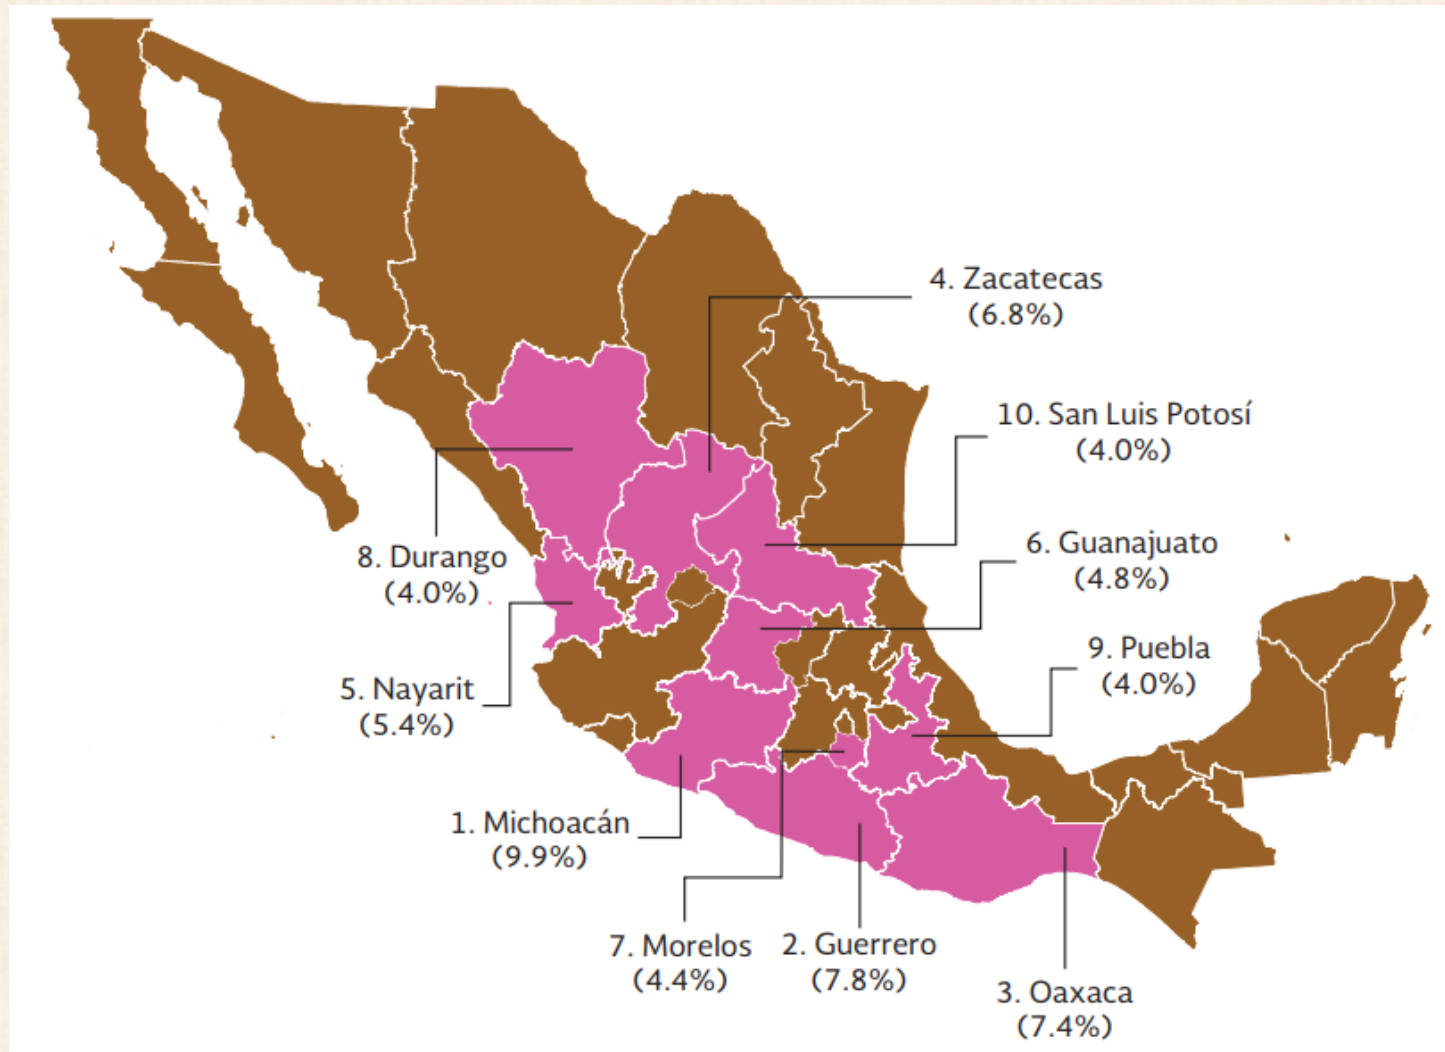 4. Zacatecas
(6.8%)
10. San Luis Potosí
(4.0%)
6. Guanajuato
(4.8%)
8. Durango
(4.0%)
9. Puebla
(4.0%)
5. Nayarit
(5.4%)
1. Michoacán
(9.9%)
7. Morelos
(4.4%)
2. Guerrero
(7.8%)
3. Oaxaca
(7.4%)